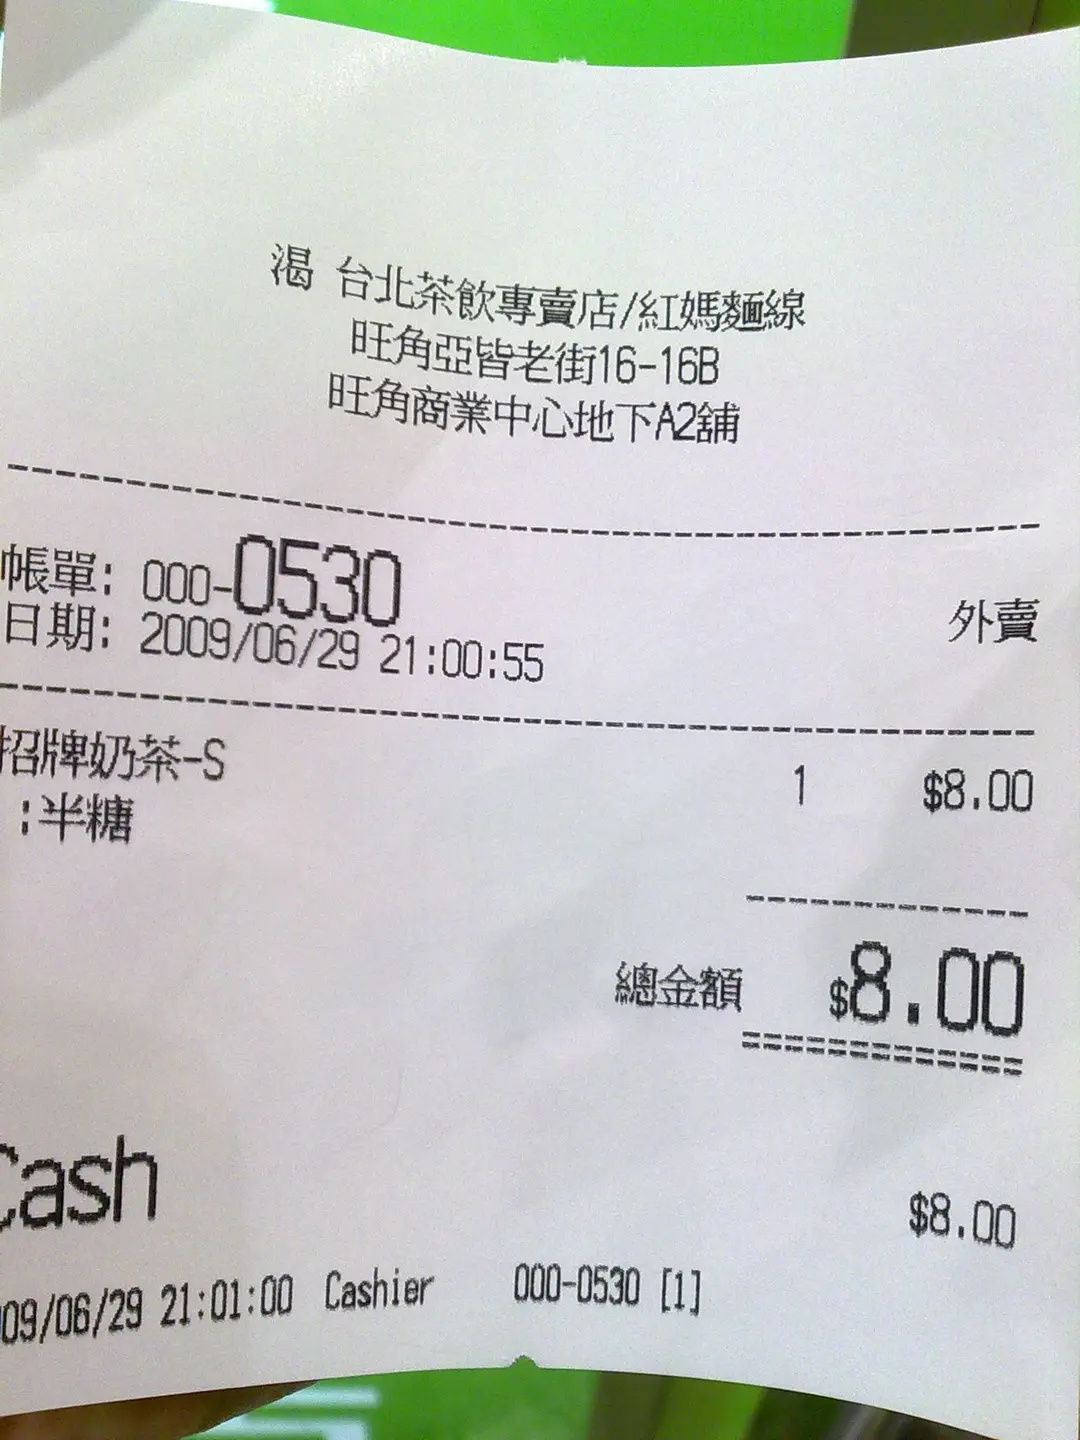 渴 台北茶飲專賣店/紅媽麵線
旺角亞皆老街16-16B
旺角商業中心地下A2舖
帳單: 000-0530 外賣
日期: 2009/06/29 21:00:55
招牌奶茶-S 1 $8.00
:半糖
總金額 $8.00
Cash $8.00
09/06/29 21:01:00 Cashier 000-0530 [1]